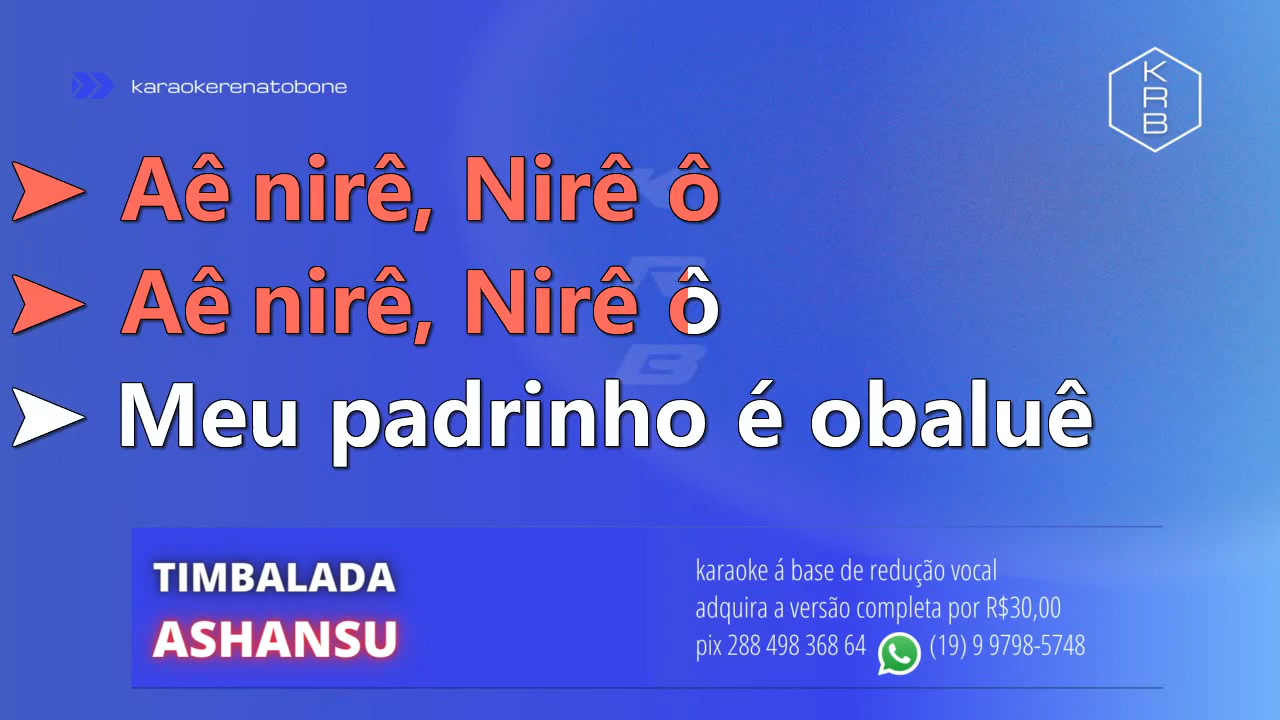 karaokerenatobone
K
R
B
➤ Aê nirê, Nirê ô
➤ Aê nirê, Nirê ô
➤ Meu padrinho é obaluê
K
R
B
TIMBALADA
ASHANSU
karaoke á base de redução vocal
adquira a versão completa por R$30,00
pix 288 498 368 64 (19) 9 9798-5748